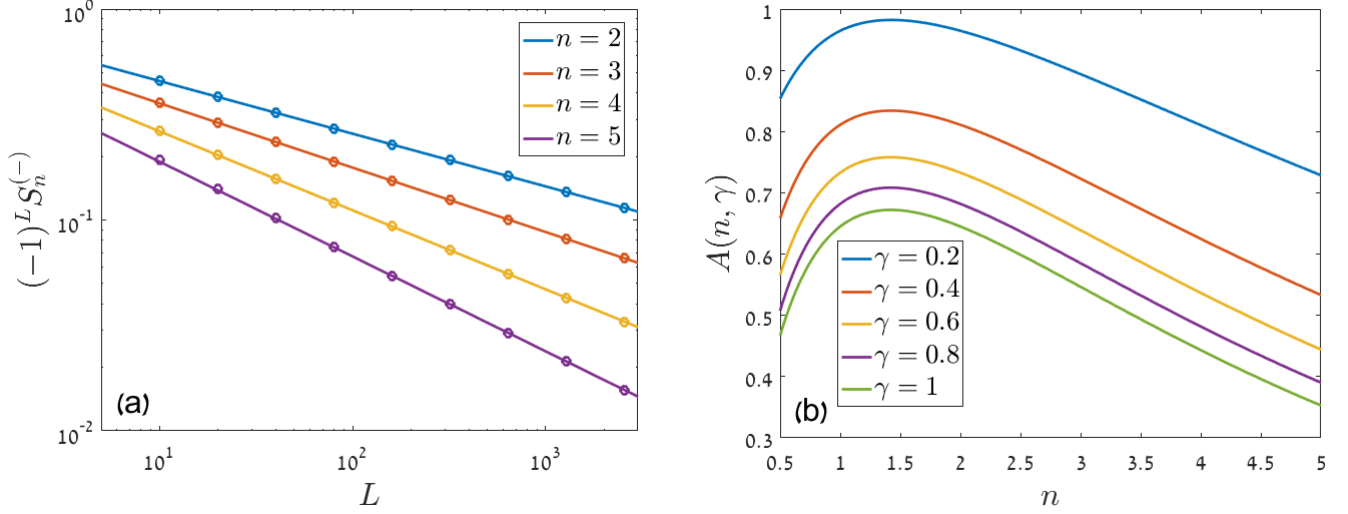 10^0
10^{-1}
10^{-2}
(-1)^L S_n^{(-)}
n = 2
n = 3
n = 4
n = 5
(a)
10^1
10^2
10^3
L
1
0.9
0.8
0.7
0.6
0.5
0.4
0.3
A(n, γ)
γ = 0.2
γ = 0.4
γ = 0.6
γ = 0.8
γ = 1
(b)
0.5 1 1.5 2 2.5 3 3.5 4 4.5 5
n